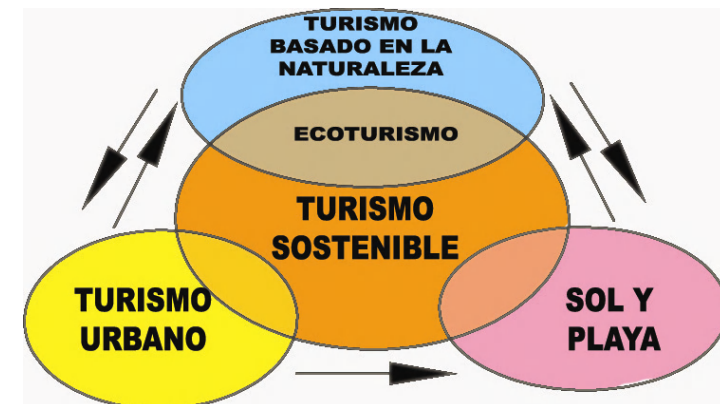 TURISMO
BASADO EN LA
NATURALEZA
ECOTURISMO
TURISMO
SOSTENIBLE
TURISMO
URBANO
SOL Y
PLAYA